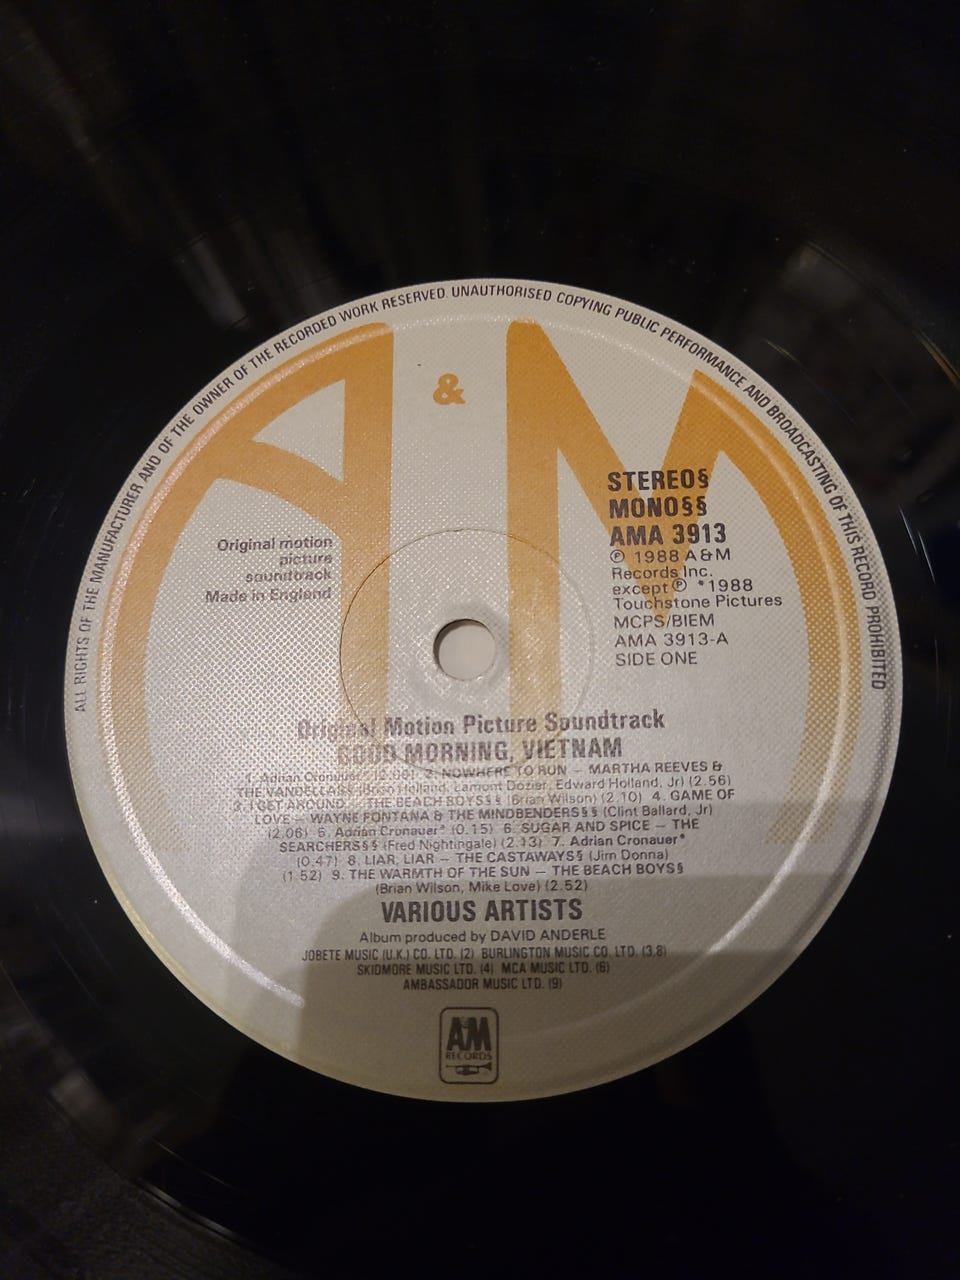 ALL RIGHTS OF THE MANUFACTURER AND OF THE OWNER OF THE RECORDED WORK RESERVED. UNAUTHORISED COPYING PUBLIC PERFORMANCE AND BROADCASTING OF THIS RECORD PROHIBITED
A & M
STEREO§
MONO§§
AMA 3913
℗ 1988 A&M
Records Inc.
except ℗ *1988
Touchstone Pictures
MCPS/BIEM
AMA 3913-A
SIDE ONE
Original motion
picture
soundtrack
Made in England
Original Motion Picture Soundtrack
GOOD MORNING, VIETNAM
1. Adrian Cronauer* (2.06) 2. NOWHERE TO RUN – MARTHA REEVES &
THE VANDELLAS§ (Brian Holland, Lamont Dozier, Edward Holland, Jr) (2.56)
3. I GET AROUND – THE BEACH BOYS§§ (Brian Wilson) (2.10) 4. GAME OF
LOVE – WAYNE FONTANA & THE MINDBENDERS§§ (Clint Ballard, Jr)
(2.06) 5. Adrian Cronauer* (0.15) 6. SUGAR AND SPICE – THE
SEARCHERS§§ (Fred Nightingale) (2.13) 7. Adrian Cronauer*
(0.47) 8. LIAR, LIAR – THE CASTAWAYS§ (Jim Donna)
(1.52) 9. THE WARMTH OF THE SUN – THE BEACH BOYS§
(Brian Wilson, Mike Love) (2.52)
VARIOUS ARTISTS
Album produced by DAVID ANDERLE
JOBETE MUSIC (U.K.) CO. LTD. (2) BURLINGTON MUSIC CO. LTD. (3,8)
SKIDMORE MUSIC LTD. (4) MCA MUSIC LTD. (6)
AMBASSADOR MUSIC LTD. (9)
A&M
RECORDS